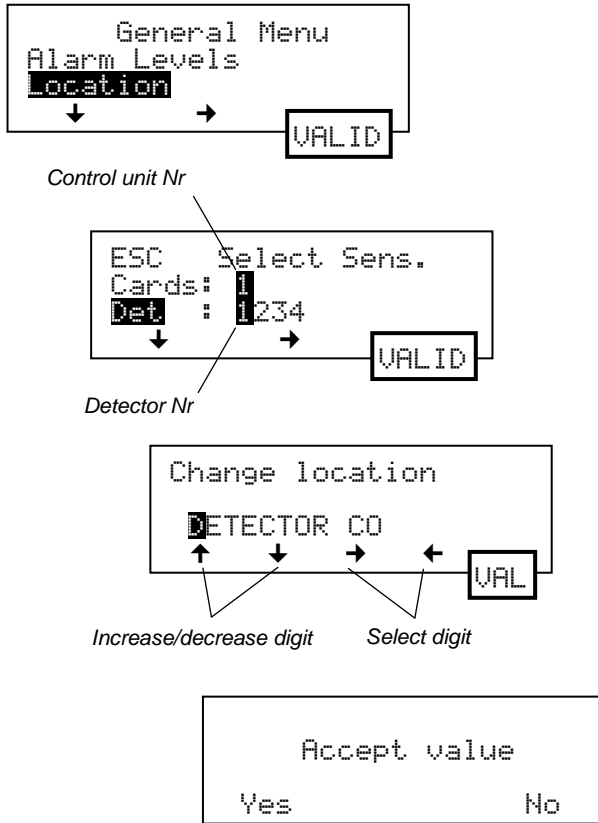 General Menu
Alarm Levels
Location
↓ →
VALID
Control unit Nr
ESC Select Sens.
Cards: 1
Det : 1234
↓ →
VALID
Detector Nr
Change location
DETECTOR CO
↑ ↓ → ←
VAL
Increase/decrease digit Select digit
Accept value
Yes No